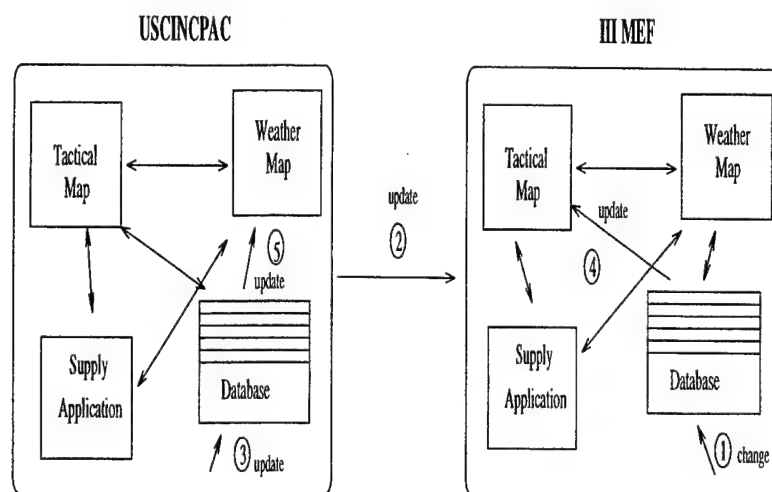 USCINCPAC
Tactical
Map
Weather
Map
5
update
Supply
Application
Database
3 update
update
2
III MEF
Tactical
Map
Weather
Map
update
4
Supply
Application
Database
1 change